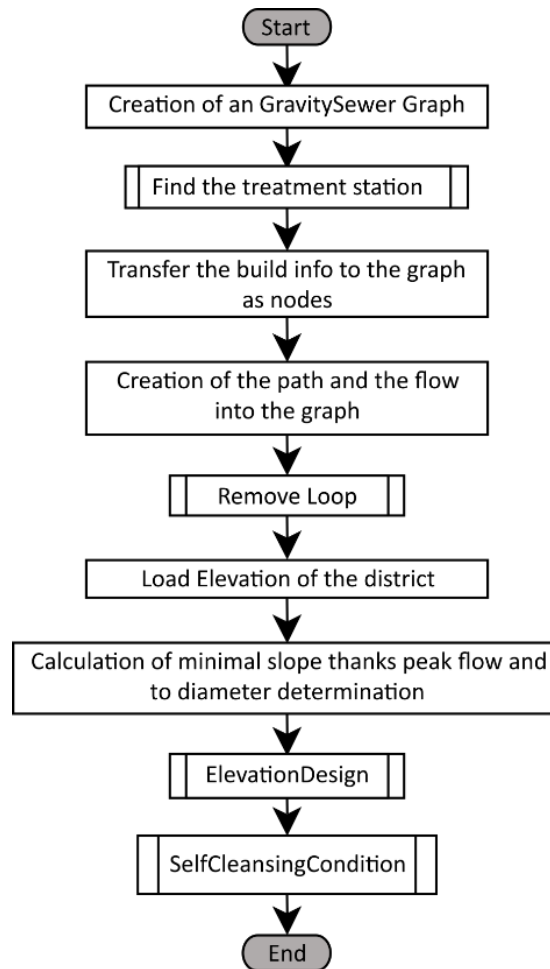 Start
Creation of an GravitySewer Graph
Find the treatment station
Transfer the build info to the graph
as nodes
Creation of the path and the flow
into the graph
Remove Loop
Load Elevation of the district
Calculation of minimal slope thanks peak flow and
to diameter determination
ElevationDesign
SelfCleansingCondition
End